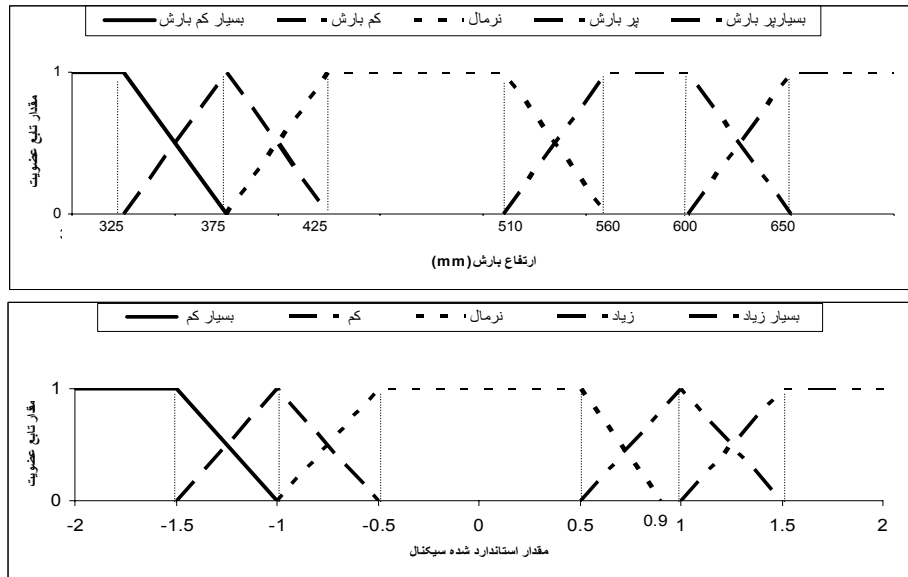 بسیار کم بارش کم بارش نرمال پر بارش بسیارپر بارش
مقدار تابع عضویت
1
0
325 375 425 510 560 600 650
ارتفاع بارش (mm)
بسیار کم کم نرمال زیاد بسیار زیاد
مقدار تابع عضویت
1
0
-2 -1.5 -1 -0.5 0 0.5 0.9 1 1.5 2
مقدار استاندارد شده سیکنال